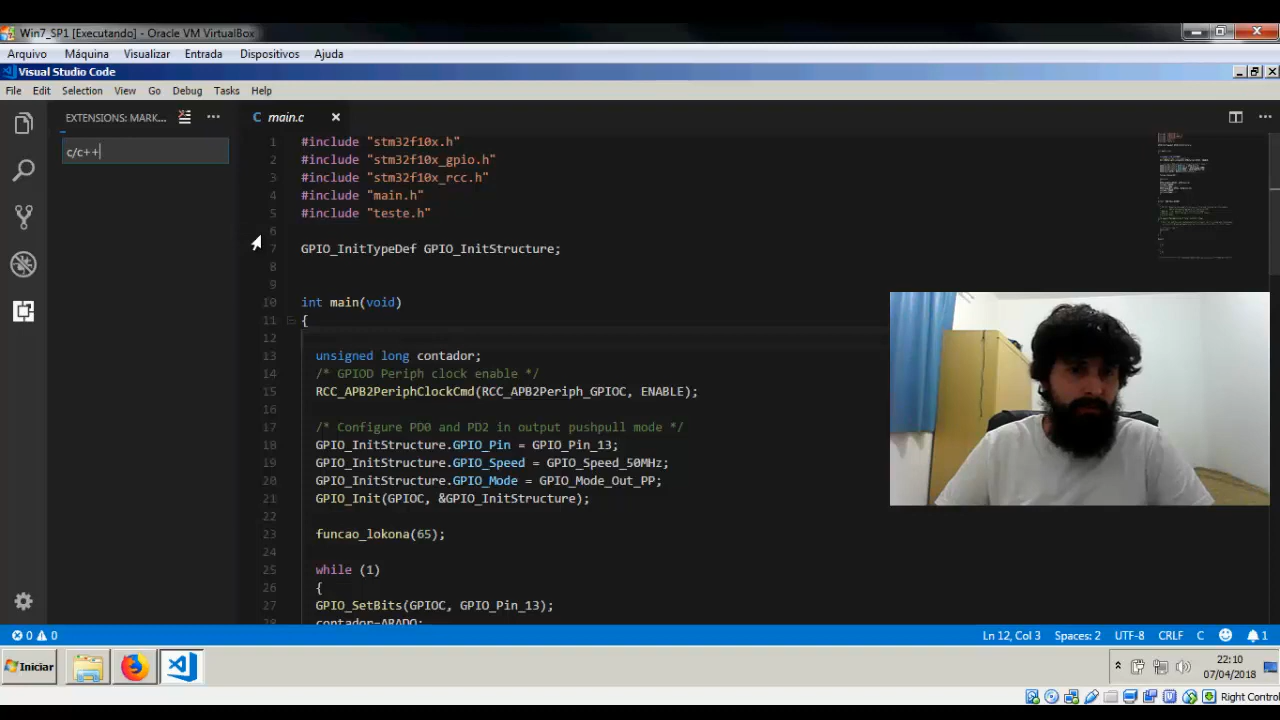 Win7_SP1 [Executando] - Oracle VM VirtualBox
Arquivo Máquina Visualizar Entrada Dispositivos Ajuda
Visual Studio Code
File Edit Selection View Go Debug Tasks Help
EXTENSIONS: MARK... ...
c/c++
main.c
1 #include "stm32f10x.h"
2 #include "stm32f10x_gpio.h"
3 #include "stm32f10x_rcc.h"
4 #include "main.h"
5 #include "teste.h"
6
7 GPIO_InitTypeDef GPIO_InitStructure;
8
9
10 int main(void)
11 {
12
13 unsigned long contador;
14 /* GPIOD Periph clock enable */
15 RCC_APB2PeriphClockCmd(RCC_APB2Periph_GPIOC, ENABLE);
16
17 /* Configure PD0 and PD2 in output pushpull mode */
18 GPIO_InitStructure.GPIO_Pin = GPIO_Pin_13;
19 GPIO_InitStructure.GPIO_Speed = GPIO_Speed_50MHz;
20 GPIO_InitStructure.GPIO_Mode = GPIO_Mode_Out_PP;
21 GPIO_Init(GPIOC, &GPIO_InitStructure);
22
23 funcao_lokona(65);
24
25 while (1)
26 {
27 GPIO_SetBits(GPIOC, GPIO_Pin_13);
28 contador=ARADO;
0 0 Ln 12, Col 3 Spaces: 2 UTF-8 CRLF C 1
Iniciar
22:10
07/04/2018
Right Control